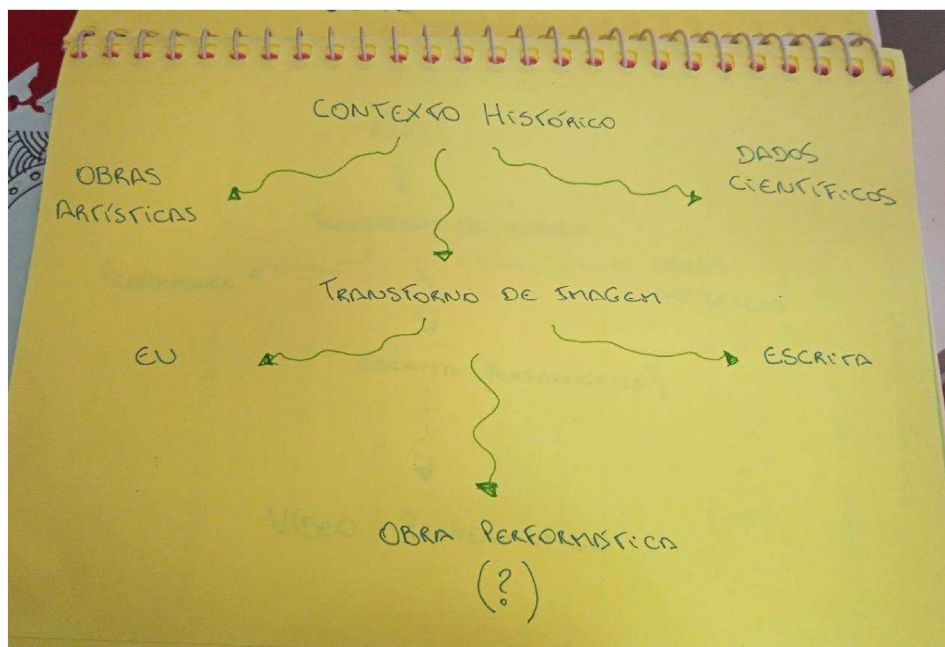 CONTEXTO HISTÓRICO
OBRAS
ARTÍSTICAS
DADOS
CIENTÍFICOS
TRANSTORNO DE IMAGEM
EU
ESCRITA
OBRA PERFORMÁTICA
(?)